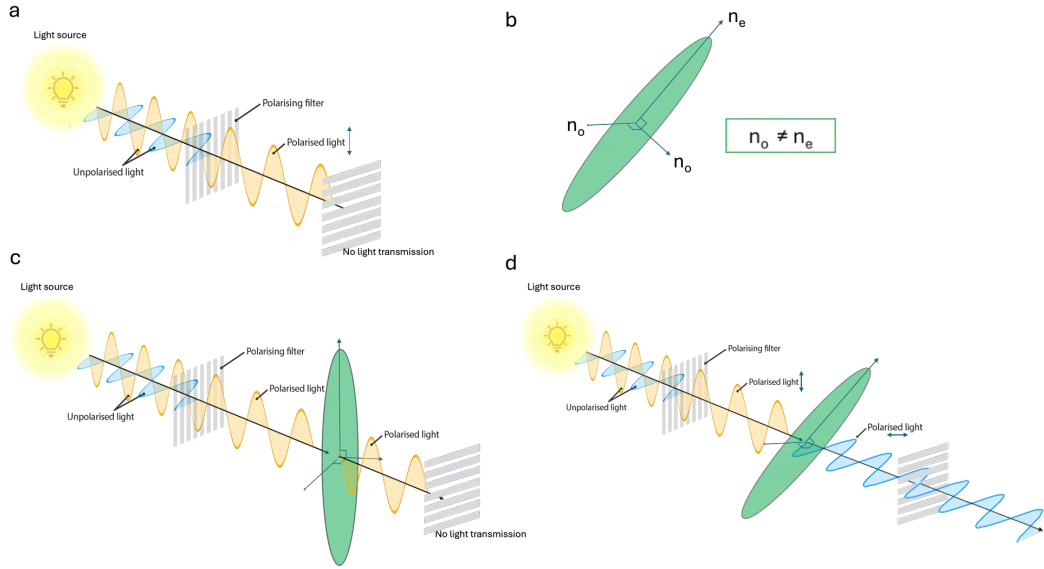 a
Light source
Polarising filter
Polarised light
Unpolarised light
No light transmission
b
nₑ
nₒ
nₒ
nₒ ≠ nₑ
c
Light source
Polarising filter
Polarised light
Polarised light
Unpolarised light
No light transmission
d
Light source
Polarising filter
Polarised light
Polarised light
Unpolarised light